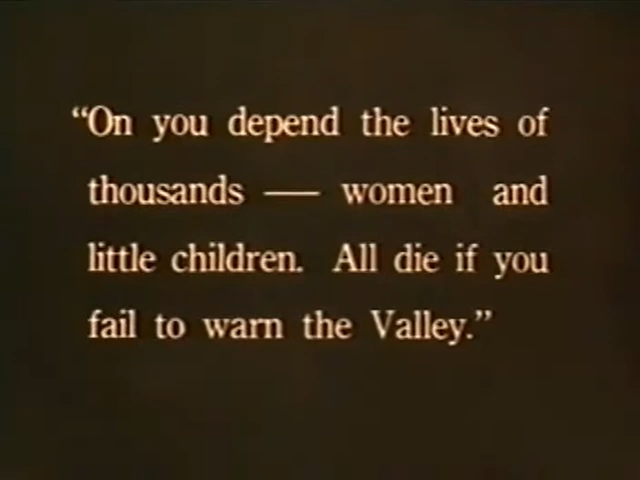 “On you depend the lives of
thousands — women and
little children. All die if you
fail to warn the Valley.”